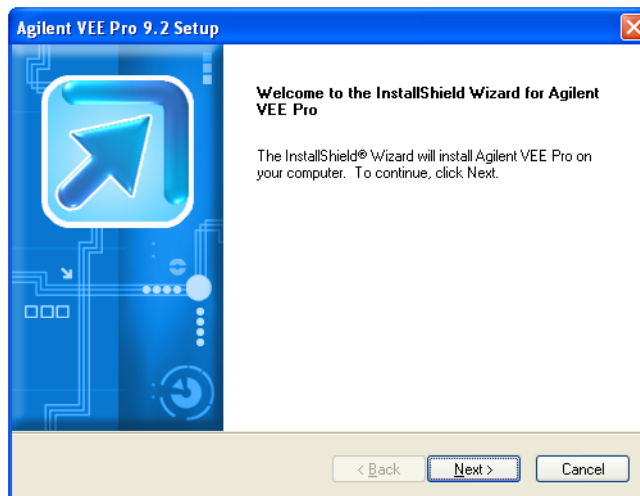 Agilent VEE Pro 9.2 Setup
Welcome to the InstallShield Wizard for Agilent
VEE Pro
The InstallShield® Wizard will install Agilent VEE Pro on
your computer.  To continue, click Next.
< Back
Next >
Cancel